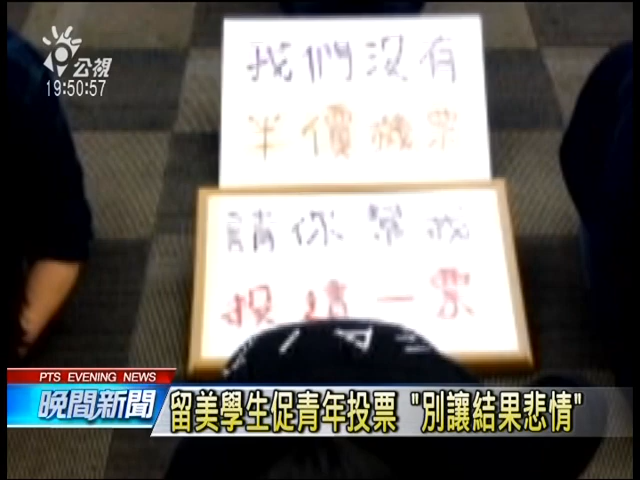 公視
19:50:57
我們沒有
半價機票
請你幫我
投這一票
PTS EVENING NEWS
晚間新聞
留美學生促青年投票 "別讓結果悲情"